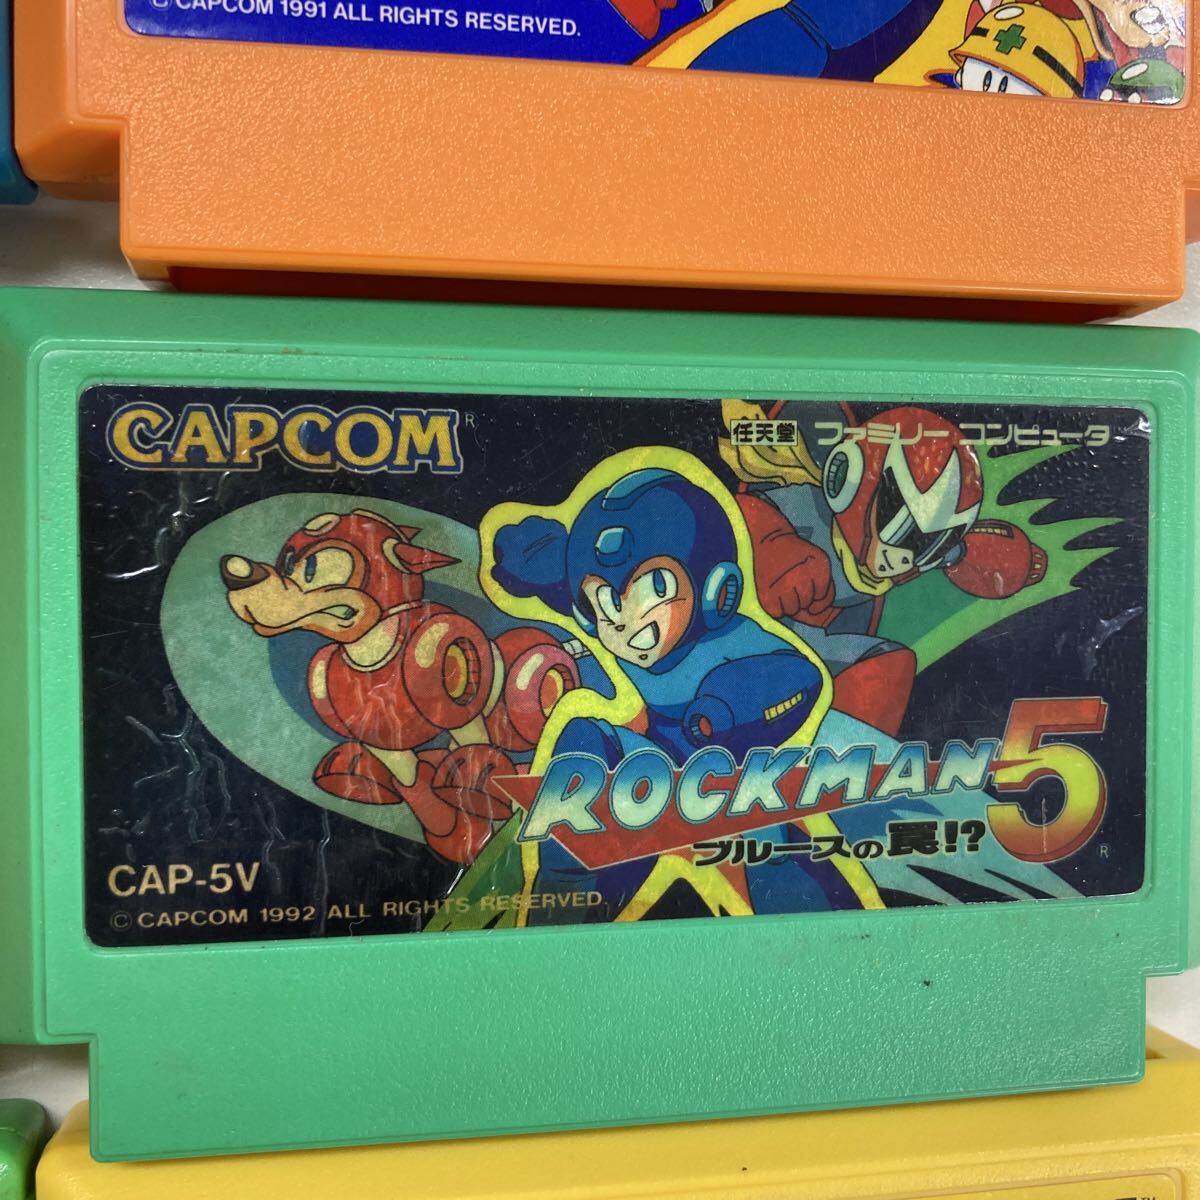 © CAPCOM 1991 ALL RIGHTS RESERVED.
CAPCOM®
任天堂 ファミリーコンピュータ
ROCKMAN 5®
ブルースの罠!?
CAP-5V
© CAPCOM 1992 ALL RIGHTS RESERVED.
TM